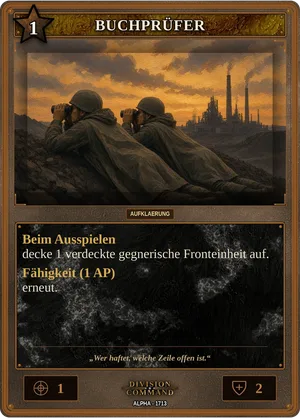 1
BUCHPRÜFER
AUFKLAERUNG
Beim Ausspielen
decke 1 verdeckte gegnerische Fronteinheit auf.
Fähigkeit (1 AP)
erneut.
„Wer haftet, welche Zeile offen ist.“
1
DIVISION
COMMAND
ALPHA - 1713
2